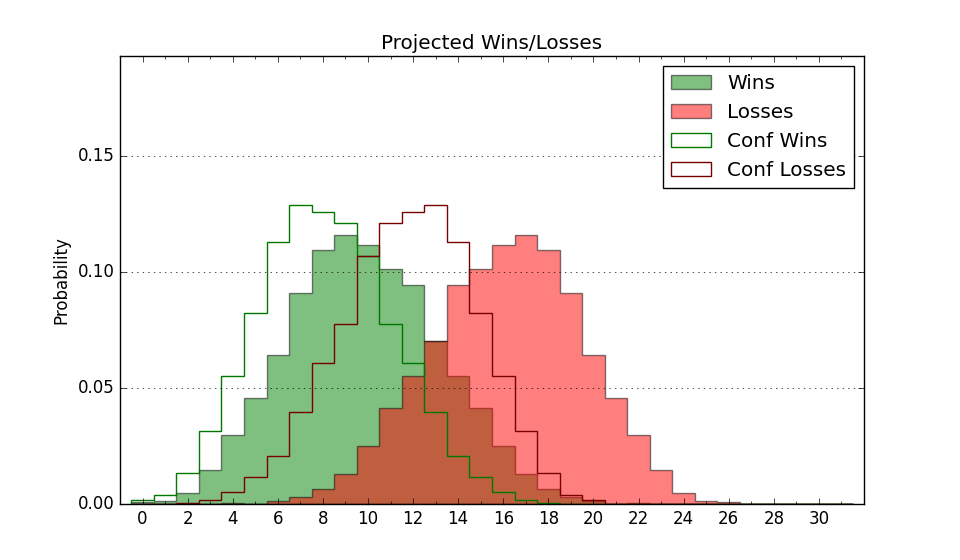 Projected Wins/Losses
Wins
Losses
Conf Wins
Conf Losses
Probability
0.15
0.10
0.05
0.00
0 2 4 6 8 10 12 14 16 18 20 22 24 26 28 30